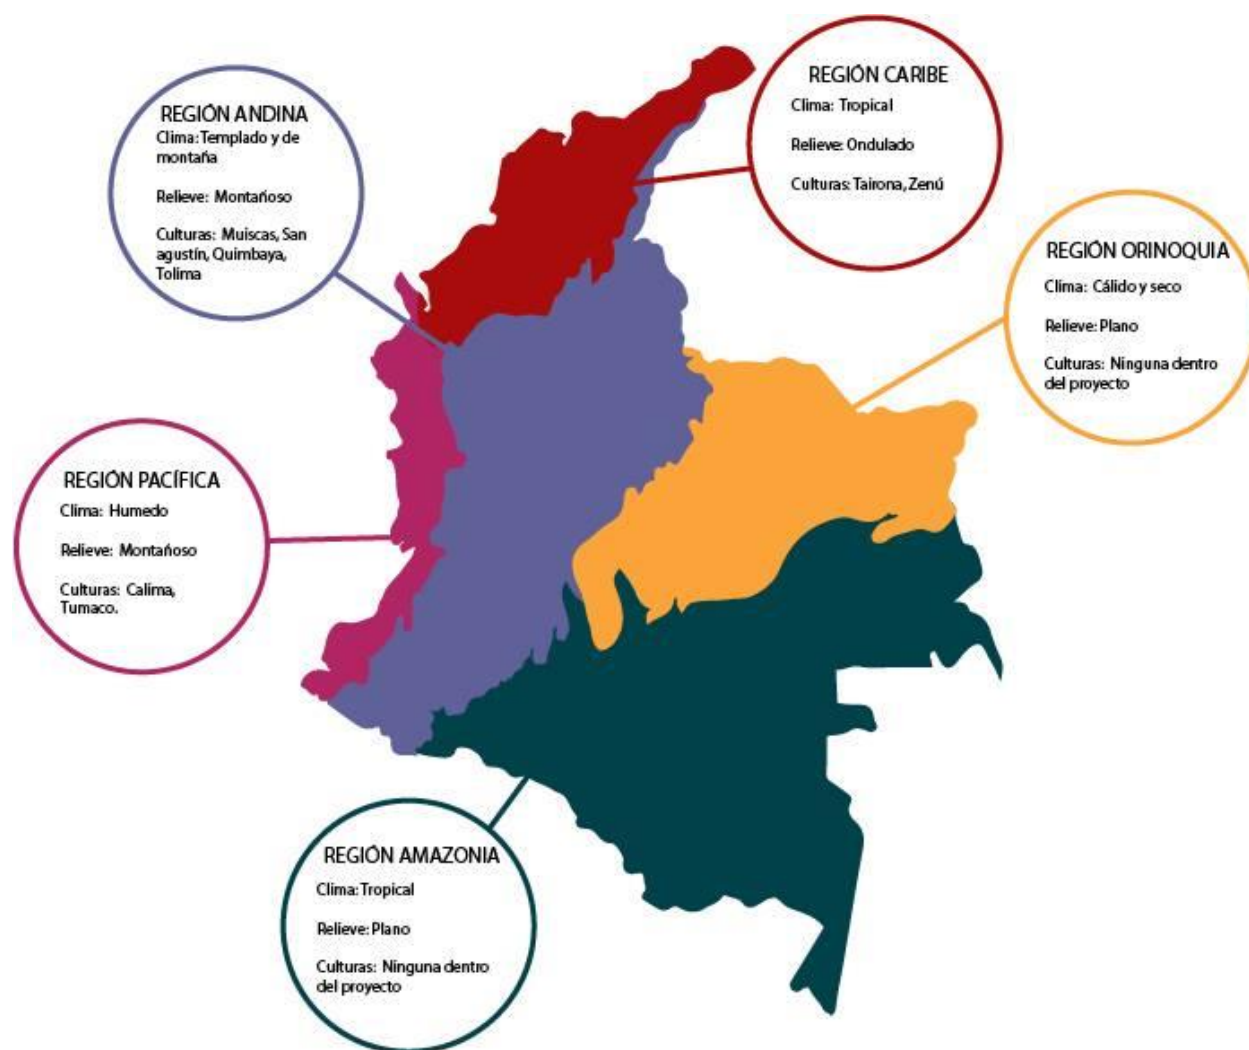 REGIÓN ANDINA
Clima: Templado y de
montaña
Relieve: Montañoso
Culturas: Muiscas, San
agustín, Quimbaya,
Tolima
REGIÓN CARIBE
Clima: Tropical
Relieve: Ondulado
Culturas: Tairona, Zenú
REGIÓN ORINOQUIA
Clima: Cálido y seco
Relieve: Plano
Culturas: Ninguna dentro
del proyecto
REGIÓN PACÍFICA
Clima: Humedo
Relieve: Montañoso
Culturas: Calima,
Tumaco.
REGIÓN AMAZONIA
Clima: Tropical
Relieve: Plano
Culturas: Ninguna dentro
del proyecto